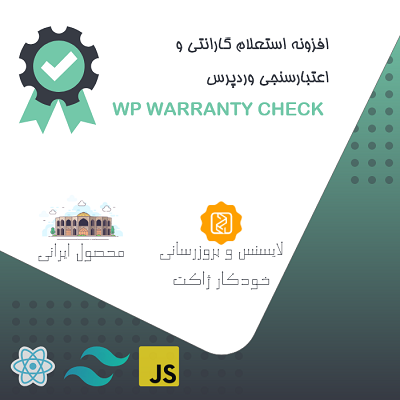 افزونه استعلام گارانتی و
اعتبارسنجی وردپرس
WP WARRANTY CHECK
لایسنس و بروزرسانی
خودکار ژاکت
محصول ایرانی
JS